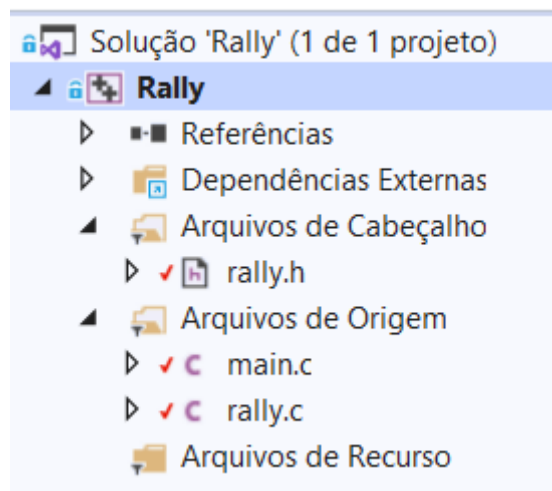 Solução 'Rally' (1 de 1 projeto)
Rally
Referências
Dependências Externas
Arquivos de Cabeçalho
rally.h
Arquivos de Origem
main.c
rally.c
Arquivos de Recurso